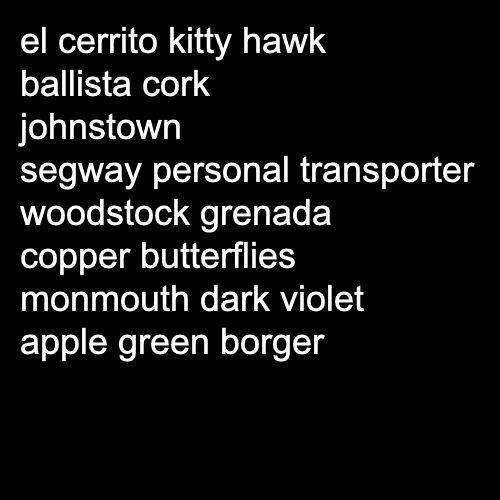 el cerrito kitty hawk
ballista cork
johnstown
segway personal transporter
woodstock grenada
copper butterflies
monmouth dark violet
apple green borger